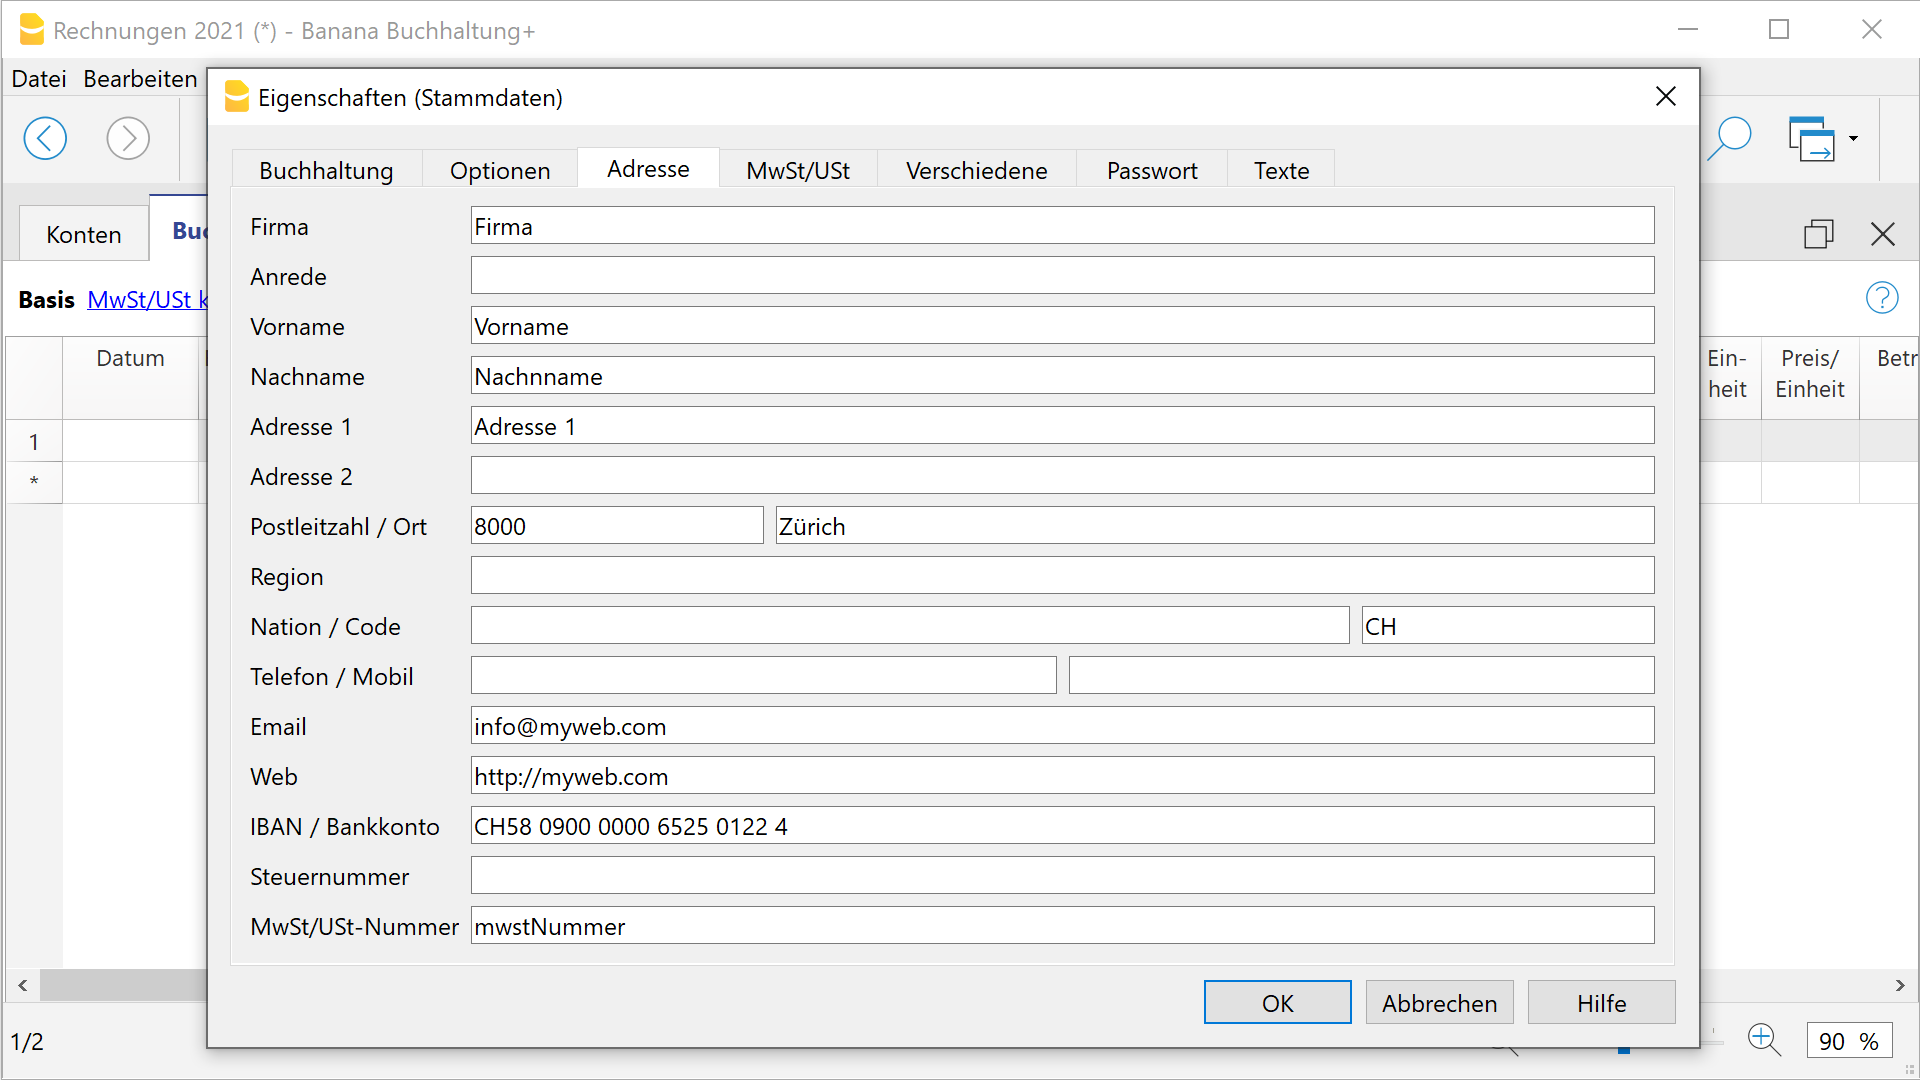 Rechnungen 2021 (*) - Banana Buchhaltung+
Datei Bearbeiten
Eigenschaften (Stammdaten)
Buchhaltung Optionen Adresse MwSt/USt Verschiedene Passwort Texte
Konten Buc
Basis MwSt/USt k
Datum Ein-heit Preis/Einheit Betr
1
*
Firma Firma
Anrede
Vorname Vorname
Nachname Nachnname
Adresse 1 Adresse 1
Adresse 2
Postleitzahl / Ort 8000 Zürich
Region
Nation / Code CH
Telefon / Mobil
Email info@myweb.com
Web http://myweb.com
IBAN / Bankkonto CH58 0900 0000 6525 0122 4
Steuernummer
MwSt/USt-Nummer mwstNummer
OK Abbrechen Hilfe
1/2 90 %